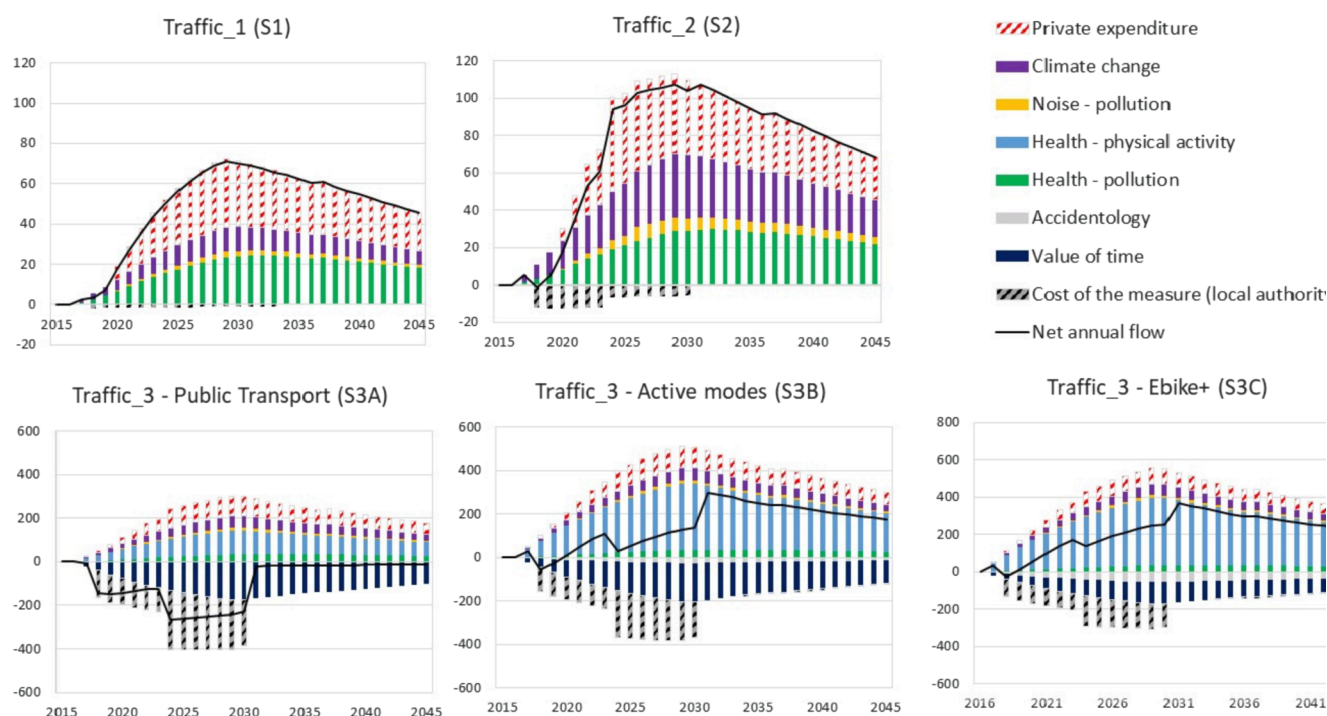 Traffic_1 (S1)
120
100
80
60
40
20
0
-20
2015 2020 2025 2030 2035 2040 2045
Traffic_2 (S2)
120
100
80
60
40
20
0
-20
2015 2020 2025 2030 2035 2040 2045
Private expenditure
Climate change
Noise - pollution
Health - physical activity
Health - pollution
Accidentology
Value of time
Cost of the measure (local authority
Net annual flow
Traffic_3 - Public Transport (S3A)
600
400
200
0
-200
-400
-600
2015 2020 2025 2030 2035 2040 2045
Traffic_3 - Active modes (S3B)
600
400
200
0
-200
-400
-600
2015 2020 2025 2030 2035 2040 2045
Traffic_3 - Ebike+ (S3C)
800
600
400
200
0
-200
-400
-600
2016 2021 2026 2031 2036 2041